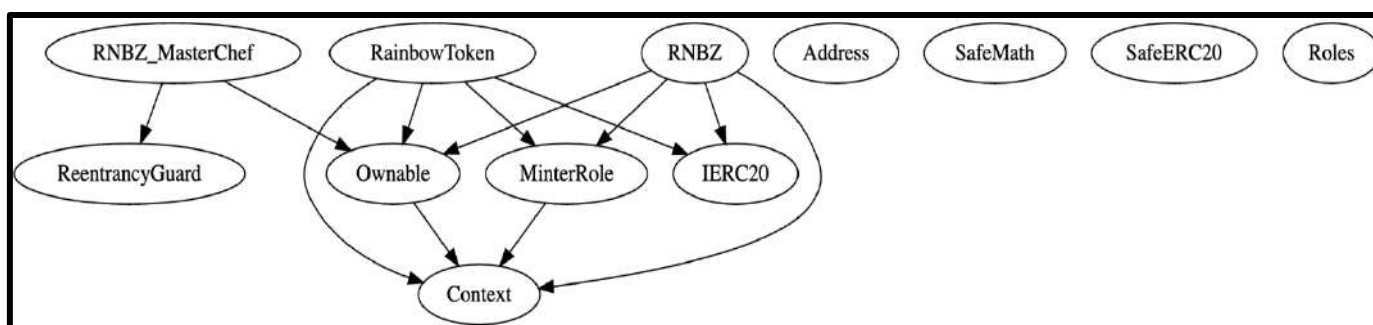 RNBZ_MasterChef RainbowToken RNBZ Address SafeMath SafeERC20 Roles
ReentrancyGuard Ownable MinterRole IERC20
Context